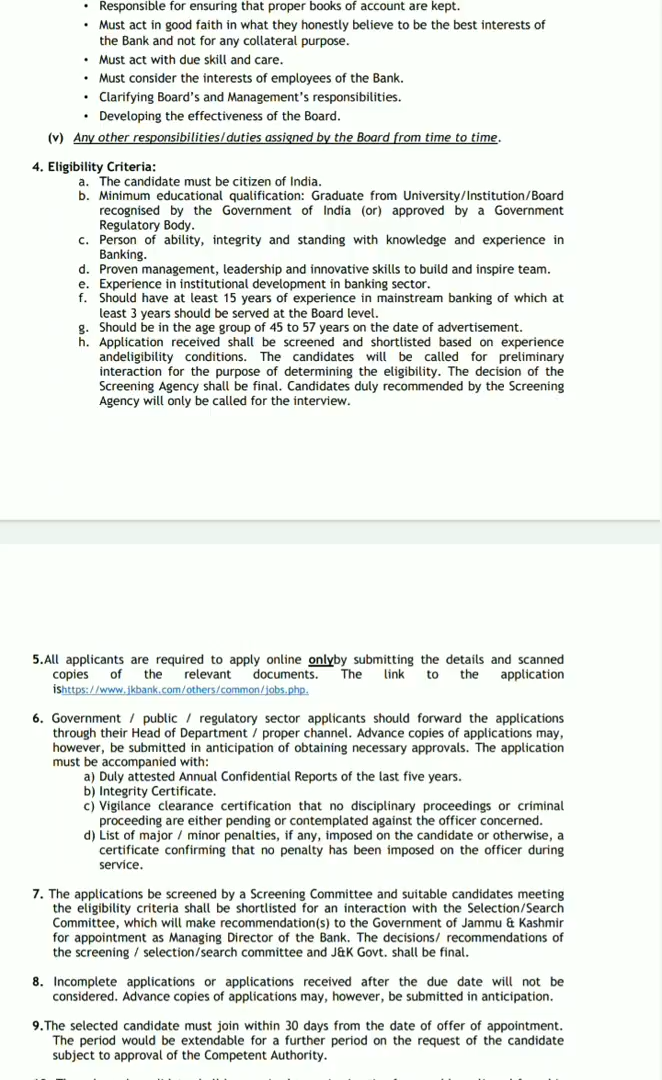 • Responsible for ensuring that proper books of account are kept.
• Must act in good faith in what they honestly believe to be the best interests of
the Bank and not for any collateral purpose.
• Must act with due skill and care.
• Must consider the interests of employees of the Bank.
• Clarifying Board's and Management's responsibilities.
• Developing the effectiveness of the Board.
(v) Any other responsibilities/duties assigned by the Board from time to time.
4. Eligibility Criteria:
a. The candidate must be citizen of India.
b. Minimum educational qualification: Graduate from University/Institution/Board
recognised by the Government of India (or) approved by a Government
Regulatory Body.
c. Person of ability, integrity and standing with knowledge and experience in
Banking.
d. Proven management, leadership and innovative skills to build and inspire team.
e. Experience in institutional development in banking sector.
f. Should have at least 15 years of experience in mainstream banking of which at
least 3 years should be served at the Board level.
g. Should be in the age group of 45 to 57 years on the date of advertisement.
h. Application received shall be screened and shortlisted based on experience
andeligibility conditions. The candidates will be called for preliminary
interaction for the purpose of determining the eligibility. The decision of the
Screening Agency shall be final. Candidates duly recommended by the Screening
Agency will only be called for the interview.
5.All applicants are required to apply online onlyby submitting the details and scanned
copies of the relevant documents. The link to the application
ishttps://www.jkbank.com/others/common/jobs.php.
6. Government / public / regulatory sector applicants should forward the applications
through their Head of Department / proper channel. Advance copies of applications may,
however, be submitted in anticipation of obtaining necessary approvals. The application
must be accompanied with:
a) Duly attested Annual Confidential Reports of the last five years.
b) Integrity Certificate.
c) Vigilance clearance certification that no disciplinary proceedings or criminal
proceeding are either pending or contemplated against the officer concerned.
d) List of major / minor penalties, if any, imposed on the candidate or otherwise, a
certificate confirming that no penalty has been imposed on the officer during
service.
7. The applications be screened by a Screening Committee and suitable candidates meeting
the eligibility criteria shall be shortlisted for an interaction with the Selection/Search
Committee, which will make recommendation(s) to the Government of Jammu & Kashmir
for appointment as Managing Director of the Bank. The decisions/ recommendations of
the screening / selection/search committee and J&K Govt. shall be final.
8. Incomplete applications or applications received after the due date will not be
considered. Advance copies of applications may, however, be submitted in anticipation.
9.The selected candidate must join within 30 days from the date of offer of appointment.
The period would be extendable for a further period on the request of the candidate
subject to approval of the Competent Authority.